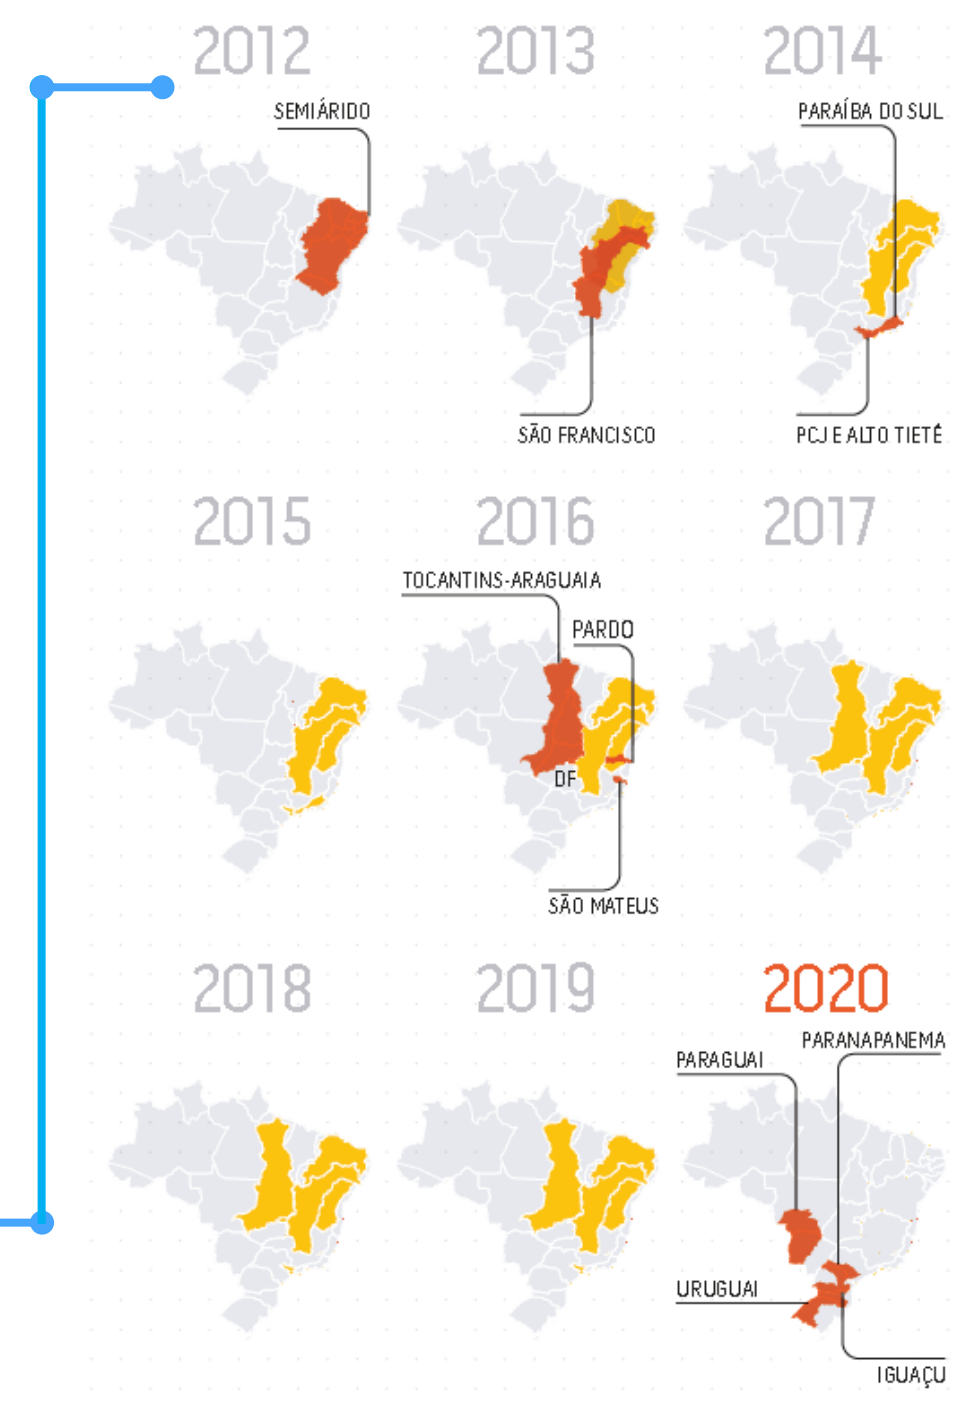 2012
2013
2014
SEMIÁRIDO
PARAÍBA DO SUL
SÃO FRANCISCO
PCJ E ALTO TIETÊ
2015
2016
2017
TOCANTINS-ARAGUAIA
PARDO
DF
SÃO MATEUS
2018
2019
2020
PARANAPANEMA
PARAGUAI
URUGUAI
IGUAÇU